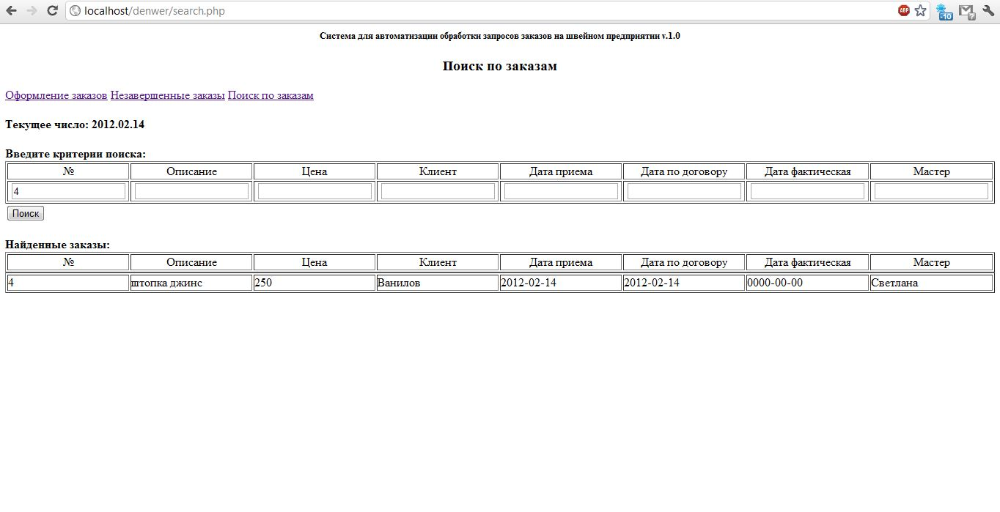 localhost/denwer/search.php
ABP
-10
?
Система для автоматизации обработки запросов заказов на швейном предприятии v.1.0
Поиск по заказам
Оформление заказов Незавершенные заказы Поиск по заказам
Текущее число: 2012.02.14
Введите критерии поиска:
№ Описание Цена Клиент Дата приема Дата по договору Дата фактическая Мастер
4
Поиск
Найденные заказы:
№ Описание Цена Клиент Дата приема Дата по договору Дата фактическая Мастер
4 штопка джинс 250 Ванилов 2012-02-14 2012-02-14 0000-00-00 Светлана